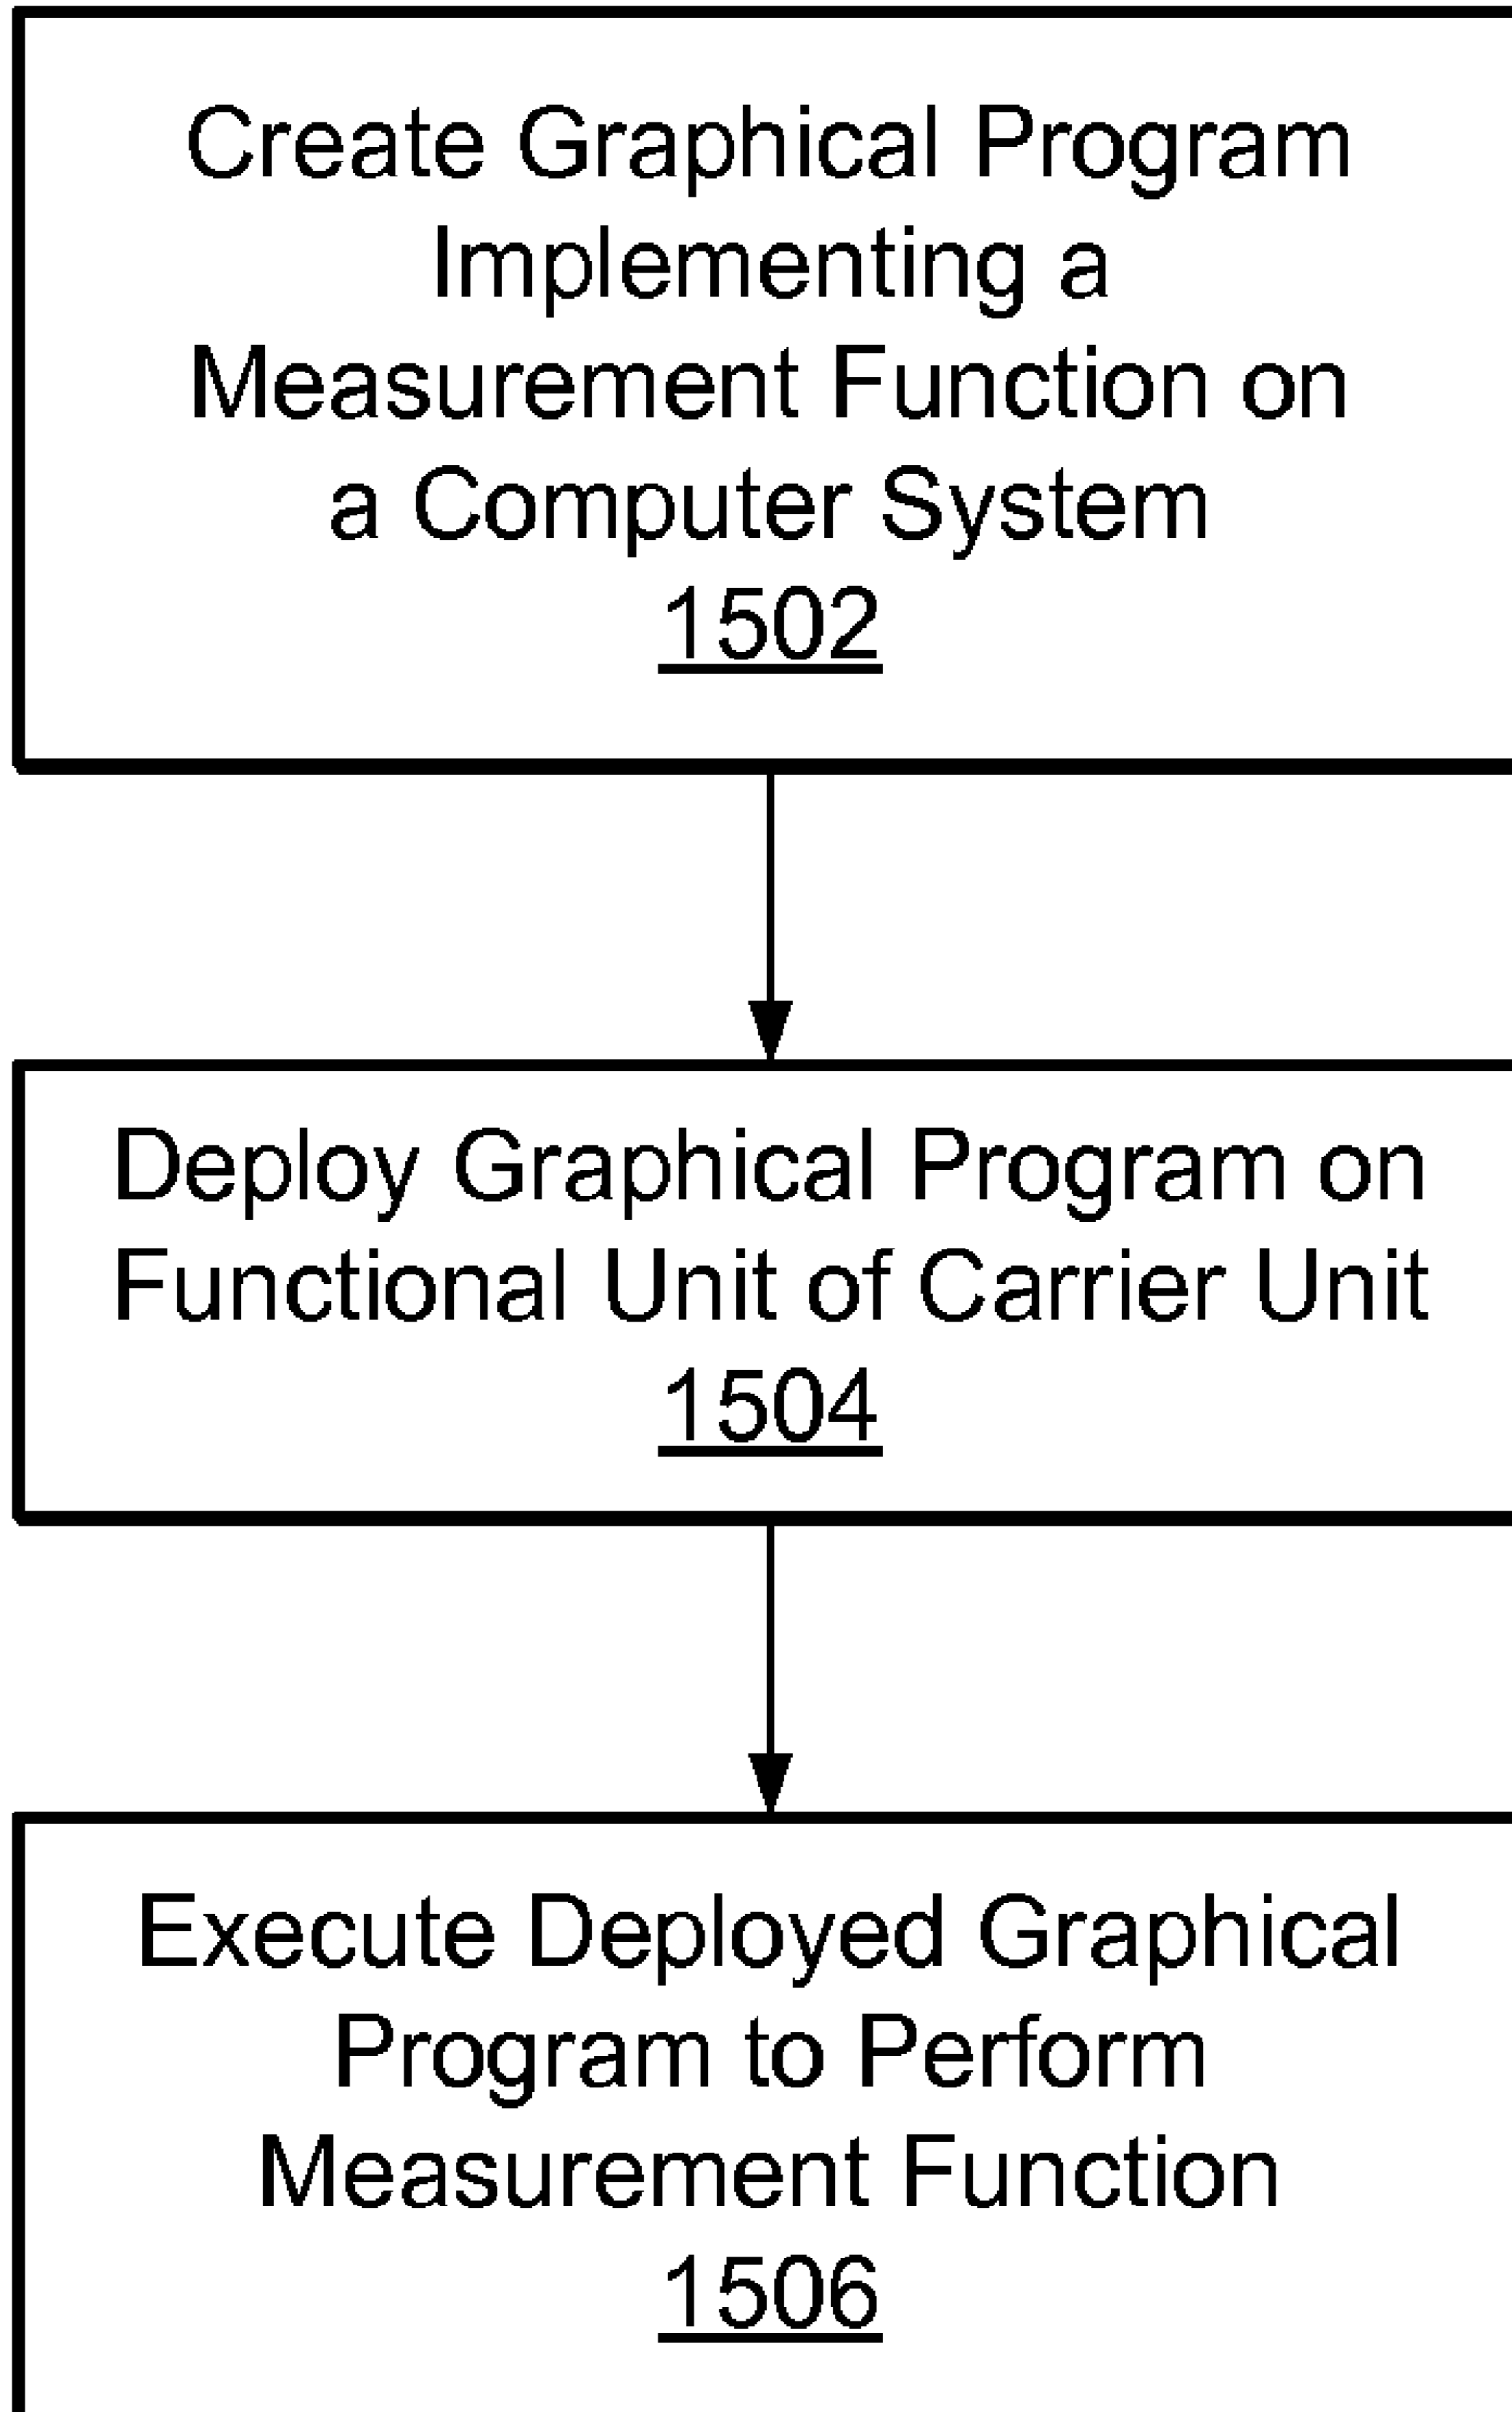 Create Graphical Program
Implementing a
Measurement Function on
a Computer System
1502
Deploy Graphical Program on
Functional Unit of Carrier Unit
1504
Execute Deployed Graphical
Program to Perform
Measurement Function
1506